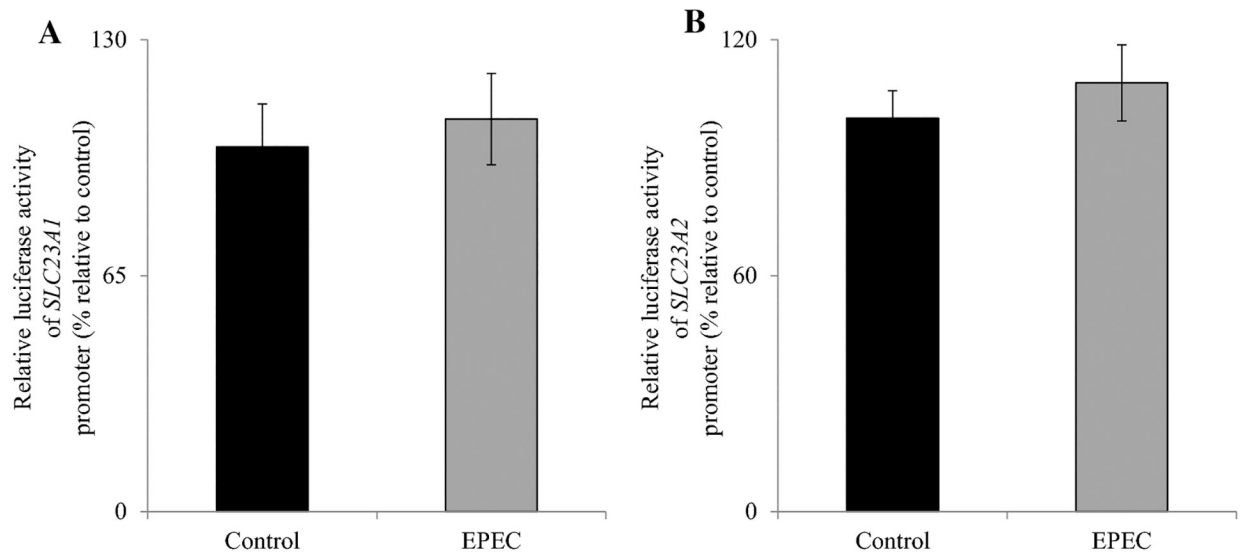 A
130
65
0
Relative luciferase activity
of SLC23A1
promoter (% relative to control)
Control
EPEC
B
120
60
0
Relative luciferase activity
of SLC23A2
promoter (% relative to control)
Control
EPEC